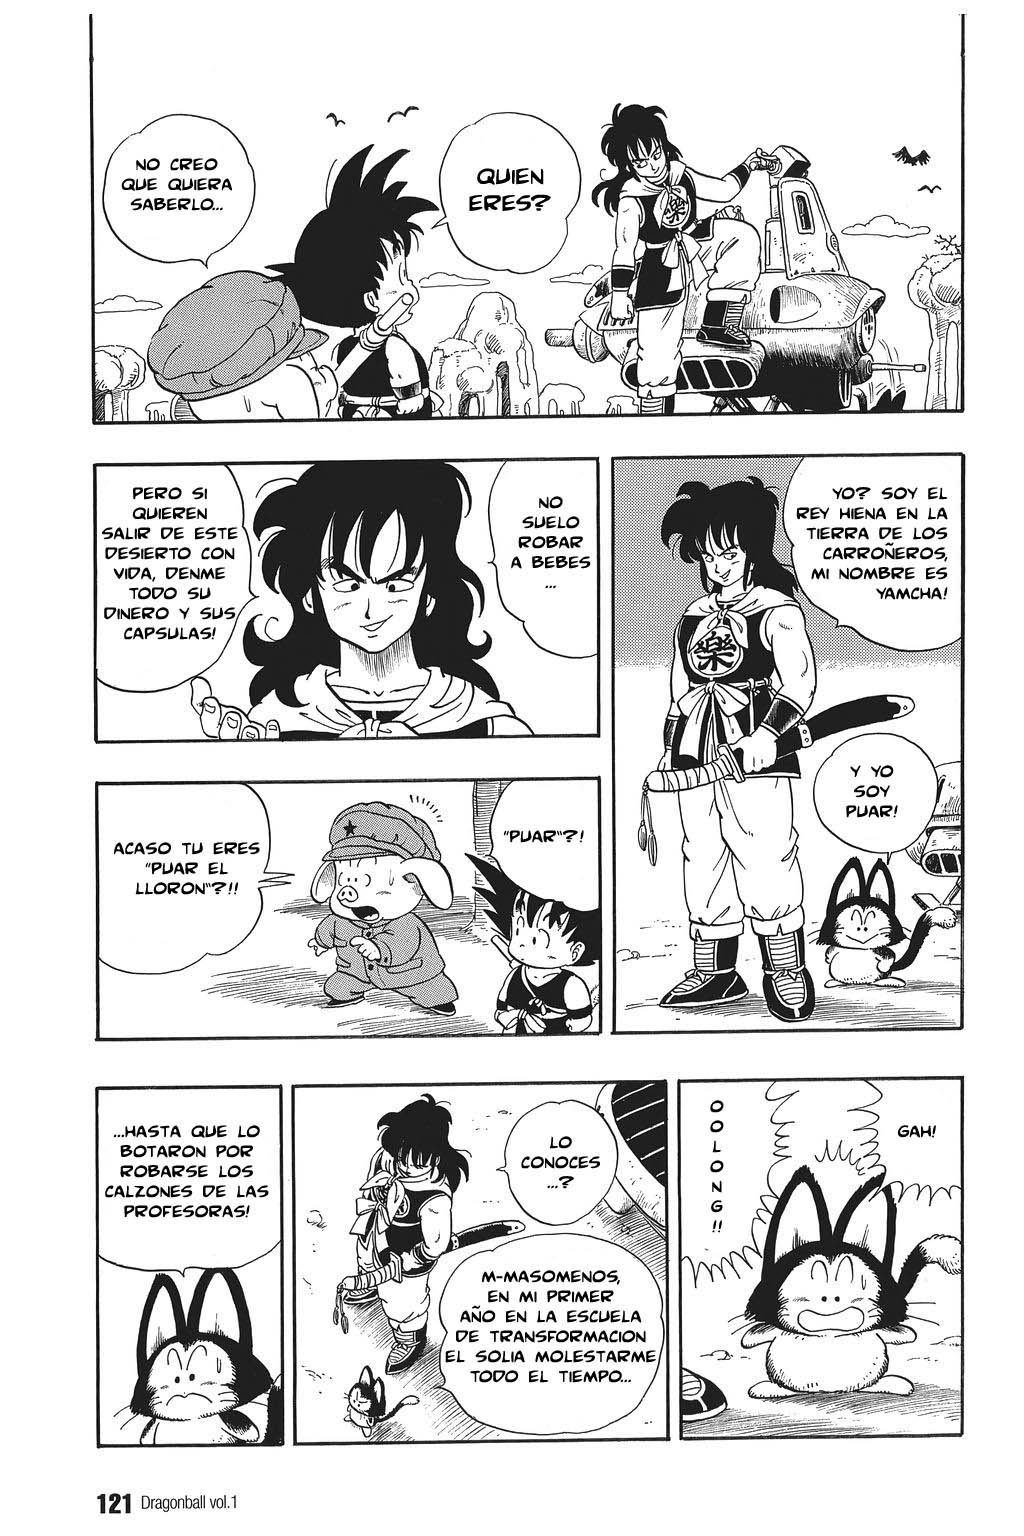 QUIEN
ERES?
NO CREO
QUE QUIERA
SABERLO...
YO? SOY EL
REY HIENA EN LA
TIERRA DE LOS
CARROÑEROS,
MI NOMBRE ES
YAMCHA!
Y YO
SOY
PUAR!
NO
SUELO
ROBAR
A BEBES
...
PERO SI
QUIEREN
SALIR DE ESTE
DESIERTO CON
VIDA, DENME
TODO SU
DINERO Y SUS
CAPSULAS!
"PUAR"?!
ACASO TU ERES
"PUAR EL
LLORON"?!!
GAH!
OOLONG!!
LO
CONOCES
...?
M-MASOMENOS,
EN MI PRIMER
AÑO EN LA ESCUELA
DE TRANSFORMACION
EL SOLIA MOLESTARME
TODO EL TIEMPO...
...HASTA QUE LO
BOTARON POR
ROBARSE LOS
CALZONES DE LAS
PROFESORAS!
121 Dragonball vol.1